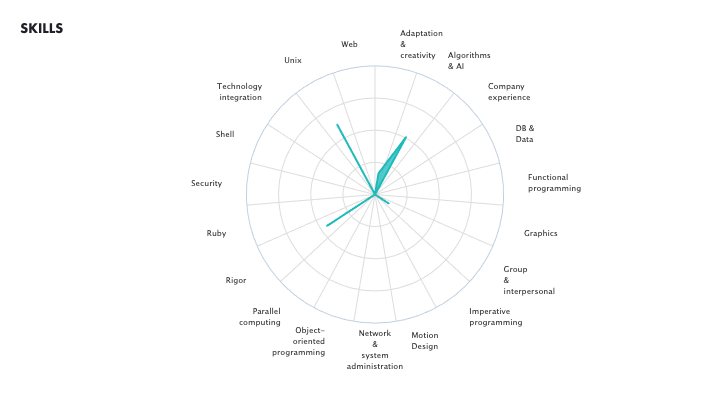 SKILLS
Adaptation
&
creativity
Algorithms
& AI
Company
experience
DB &
Data
Functional
programming
Graphics
Group
&
interpersonal
Imperative
programming
Motion
Design
Network
&
system
administration
Object-
oriented
programming
Parallel
computing
Rigor
Ruby
Security
Shell
Technology
integration
Unix
Web